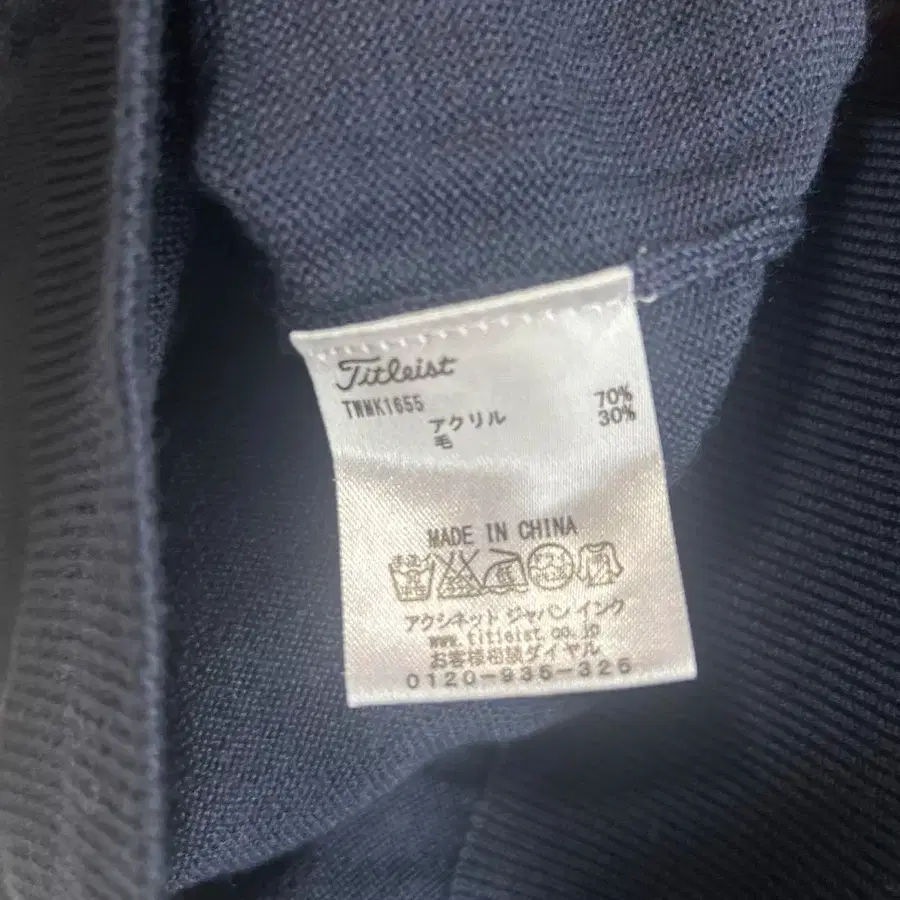 Titleist
TWMK1655
アクリル 70%
毛 30%
MADE IN CHINA
アクシネット ジャパン インク
www.titleist.co.jp
お客様相談ダイヤル
0120-935-325